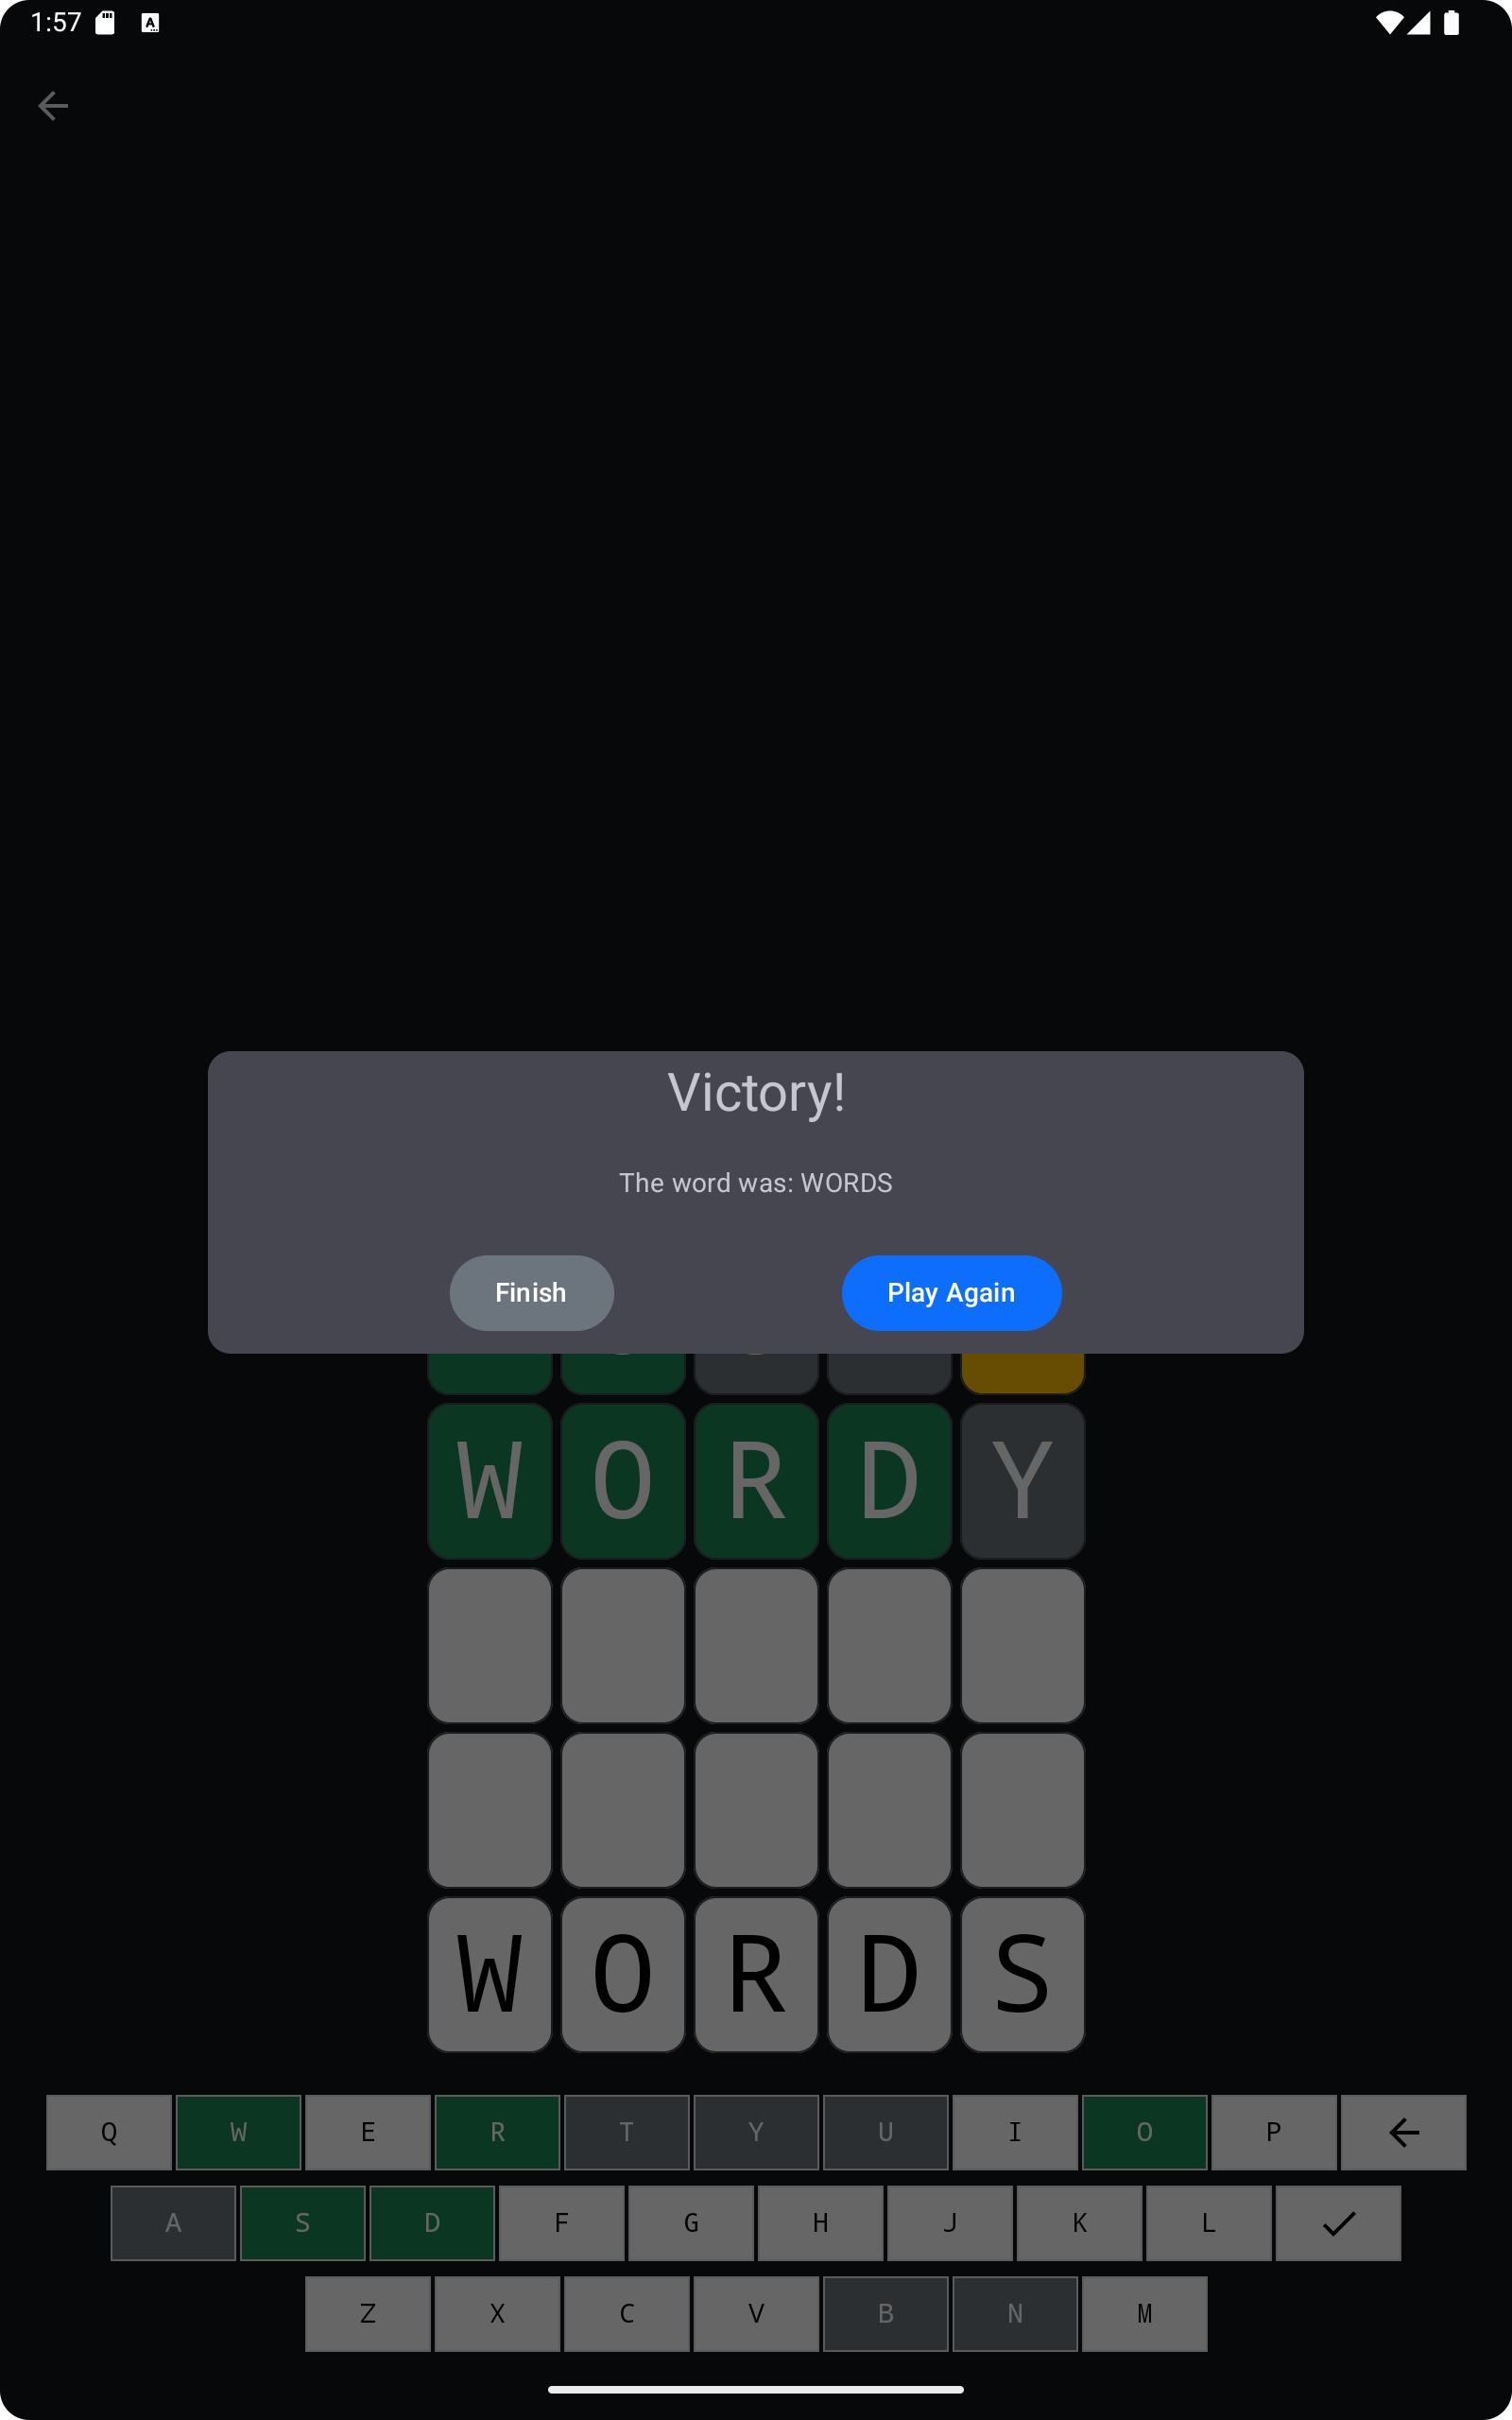 1:57
Victory!
The word was: WORDS
Finish Play Again
W O R D Y
W O R D S
Q W E R T Y U I O P
A S D F G H J K L
Z X C V B N M